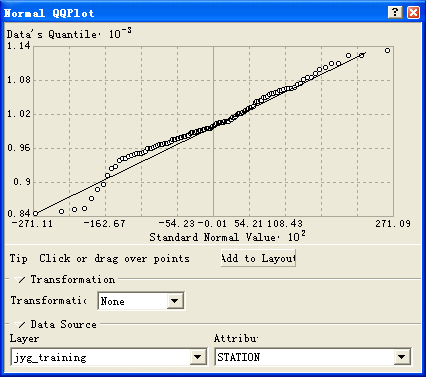 Normal QQPlot
Data's Quantile· 10⁻³
1.14
1.08
1.02
0.96
0.9
0.84
-271.11 -162.67 -54.23 -0.01 54.21 108.43 271.09
Standard Normal Value· 10²
Tip Click or drag over points Add to Layout
Transformation
Transformatic None
Data Source
Layer Attribu
jyg_training STATION